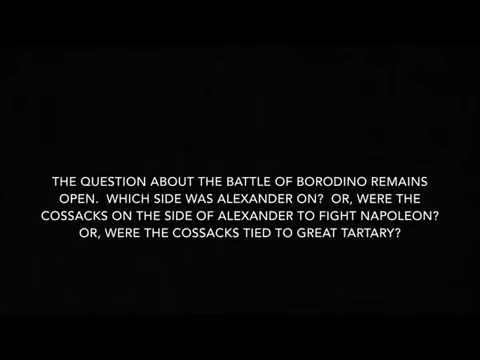 THE QUESTION ABOUT THE BATTLE OF BORODINO REMAINS
OPEN. WHICH SIDE WAS ALEXANDER ON? OR, WERE THE
COSSACKS ON THE SIDE OF ALEXANDER TO FIGHT NAPOLEON?
OR, WERE THE COSSACKS TIED TO GREAT TARTARY?